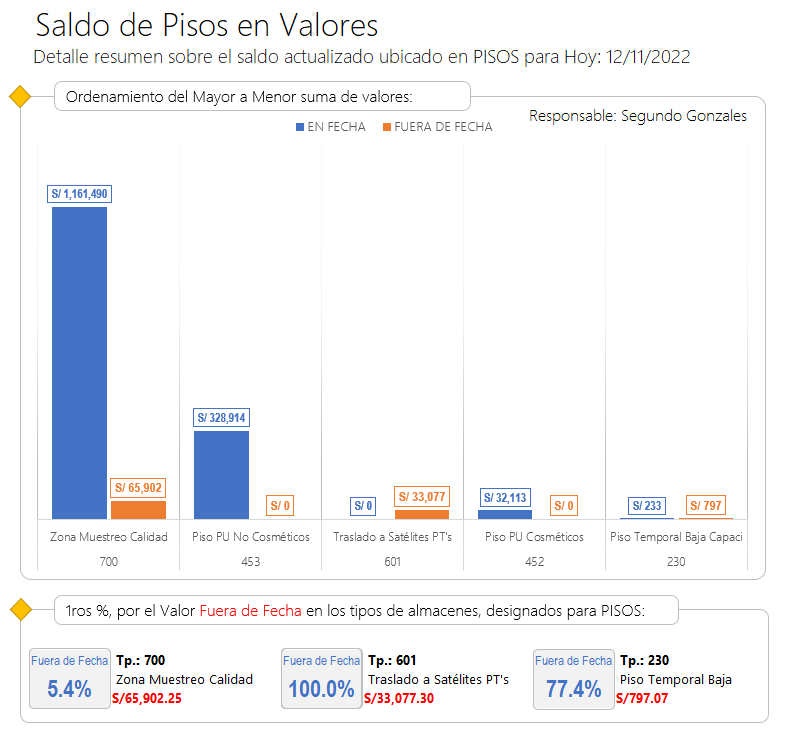 Saldo de Pisos en Valores
Detalle resumen sobre el saldo actualizado ubicado en PISOS para Hoy: 12/11/2022
Ordenamiento del Mayor a Menor suma de valores:
Responsable: Segundo Gonzales
EN FECHA FUERA DE FECHA
S/ 1,161,490
S/ 65,902
S/ 328,914
S/ 0
S/ 0
S/ 33,077
S/ 32,113
S/ 0
S/ 233
S/ 797
Zona Muestreo Calidad Piso PU No Cosméticos Traslado a Satélites PT's Piso PU Cosméticos Piso Temporal Baja Capaci
700 453 601 452 230
1ros %, por el Valor Fuera de Fecha en los tipos de almacenes, designados para PISOS:
Fuera de Fecha
5.4%
Tp.: 700
Zona Muestreo Calidad
S/65,902.25
Fuera de Fecha
100.0%
Tp.: 601
Traslado a Satélites PT's
S/33,077.30
Fuera de Fecha
77.4%
Tp.: 230
Piso Temporal Baja
S/797.07